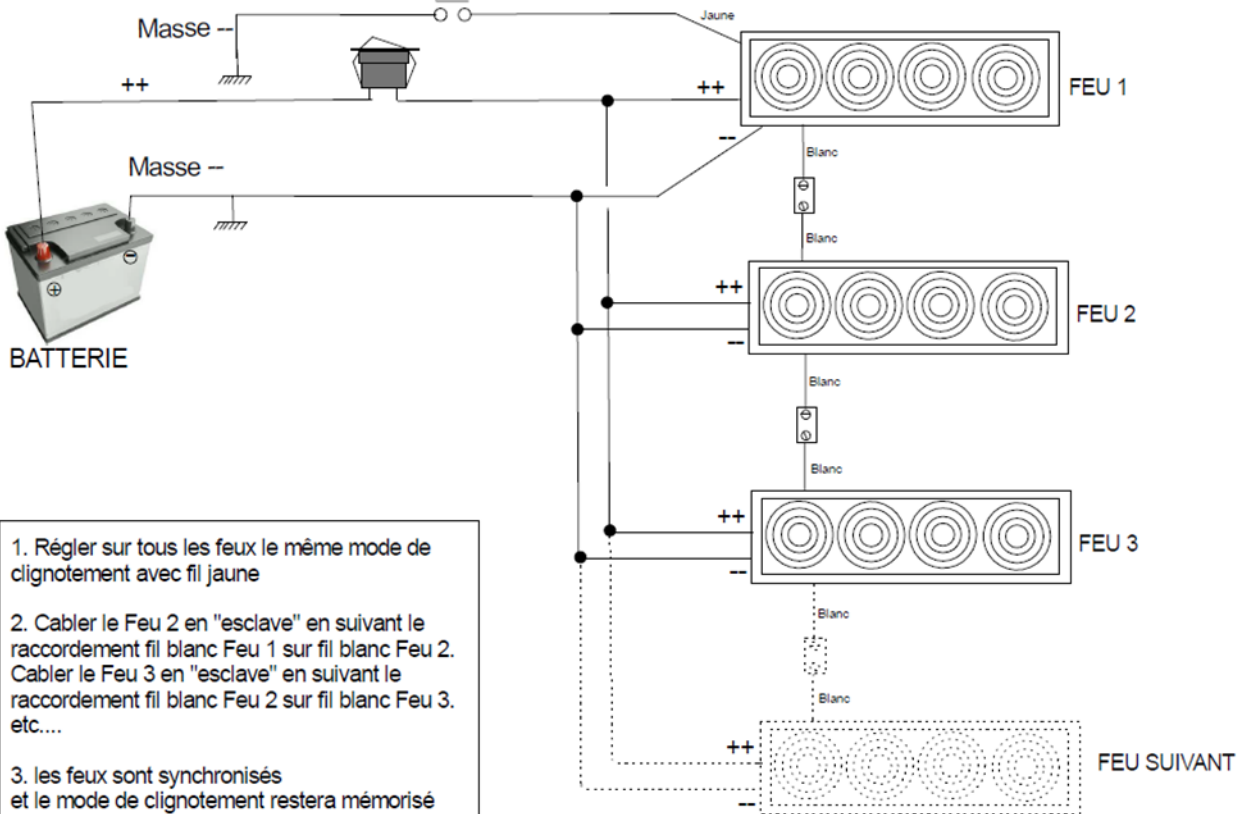 Jaune
Masse --
++
++
FEU 1
--
Blanc
Masse --
Blanc
++
FEU 2
--
BATTERIE
Blanc
Blanc
++
FEU 3
--
1. Régler sur tous les feux le même mode de
clignotement avec fil jaune
2. Cabler le Feu 2 en "esclave" en suivant le
raccordement fil blanc Feu 1 sur fil blanc Feu 2.
Cabler le Feu 3 en "esclave" en suivant le
raccordement fil blanc Feu 2 sur fil blanc Feu 3.
etc....
3. les feux sont synchronisés
et le mode de clignotement restera mémorisé
Blanc
Blanc
++
FEU SUIVANT
--